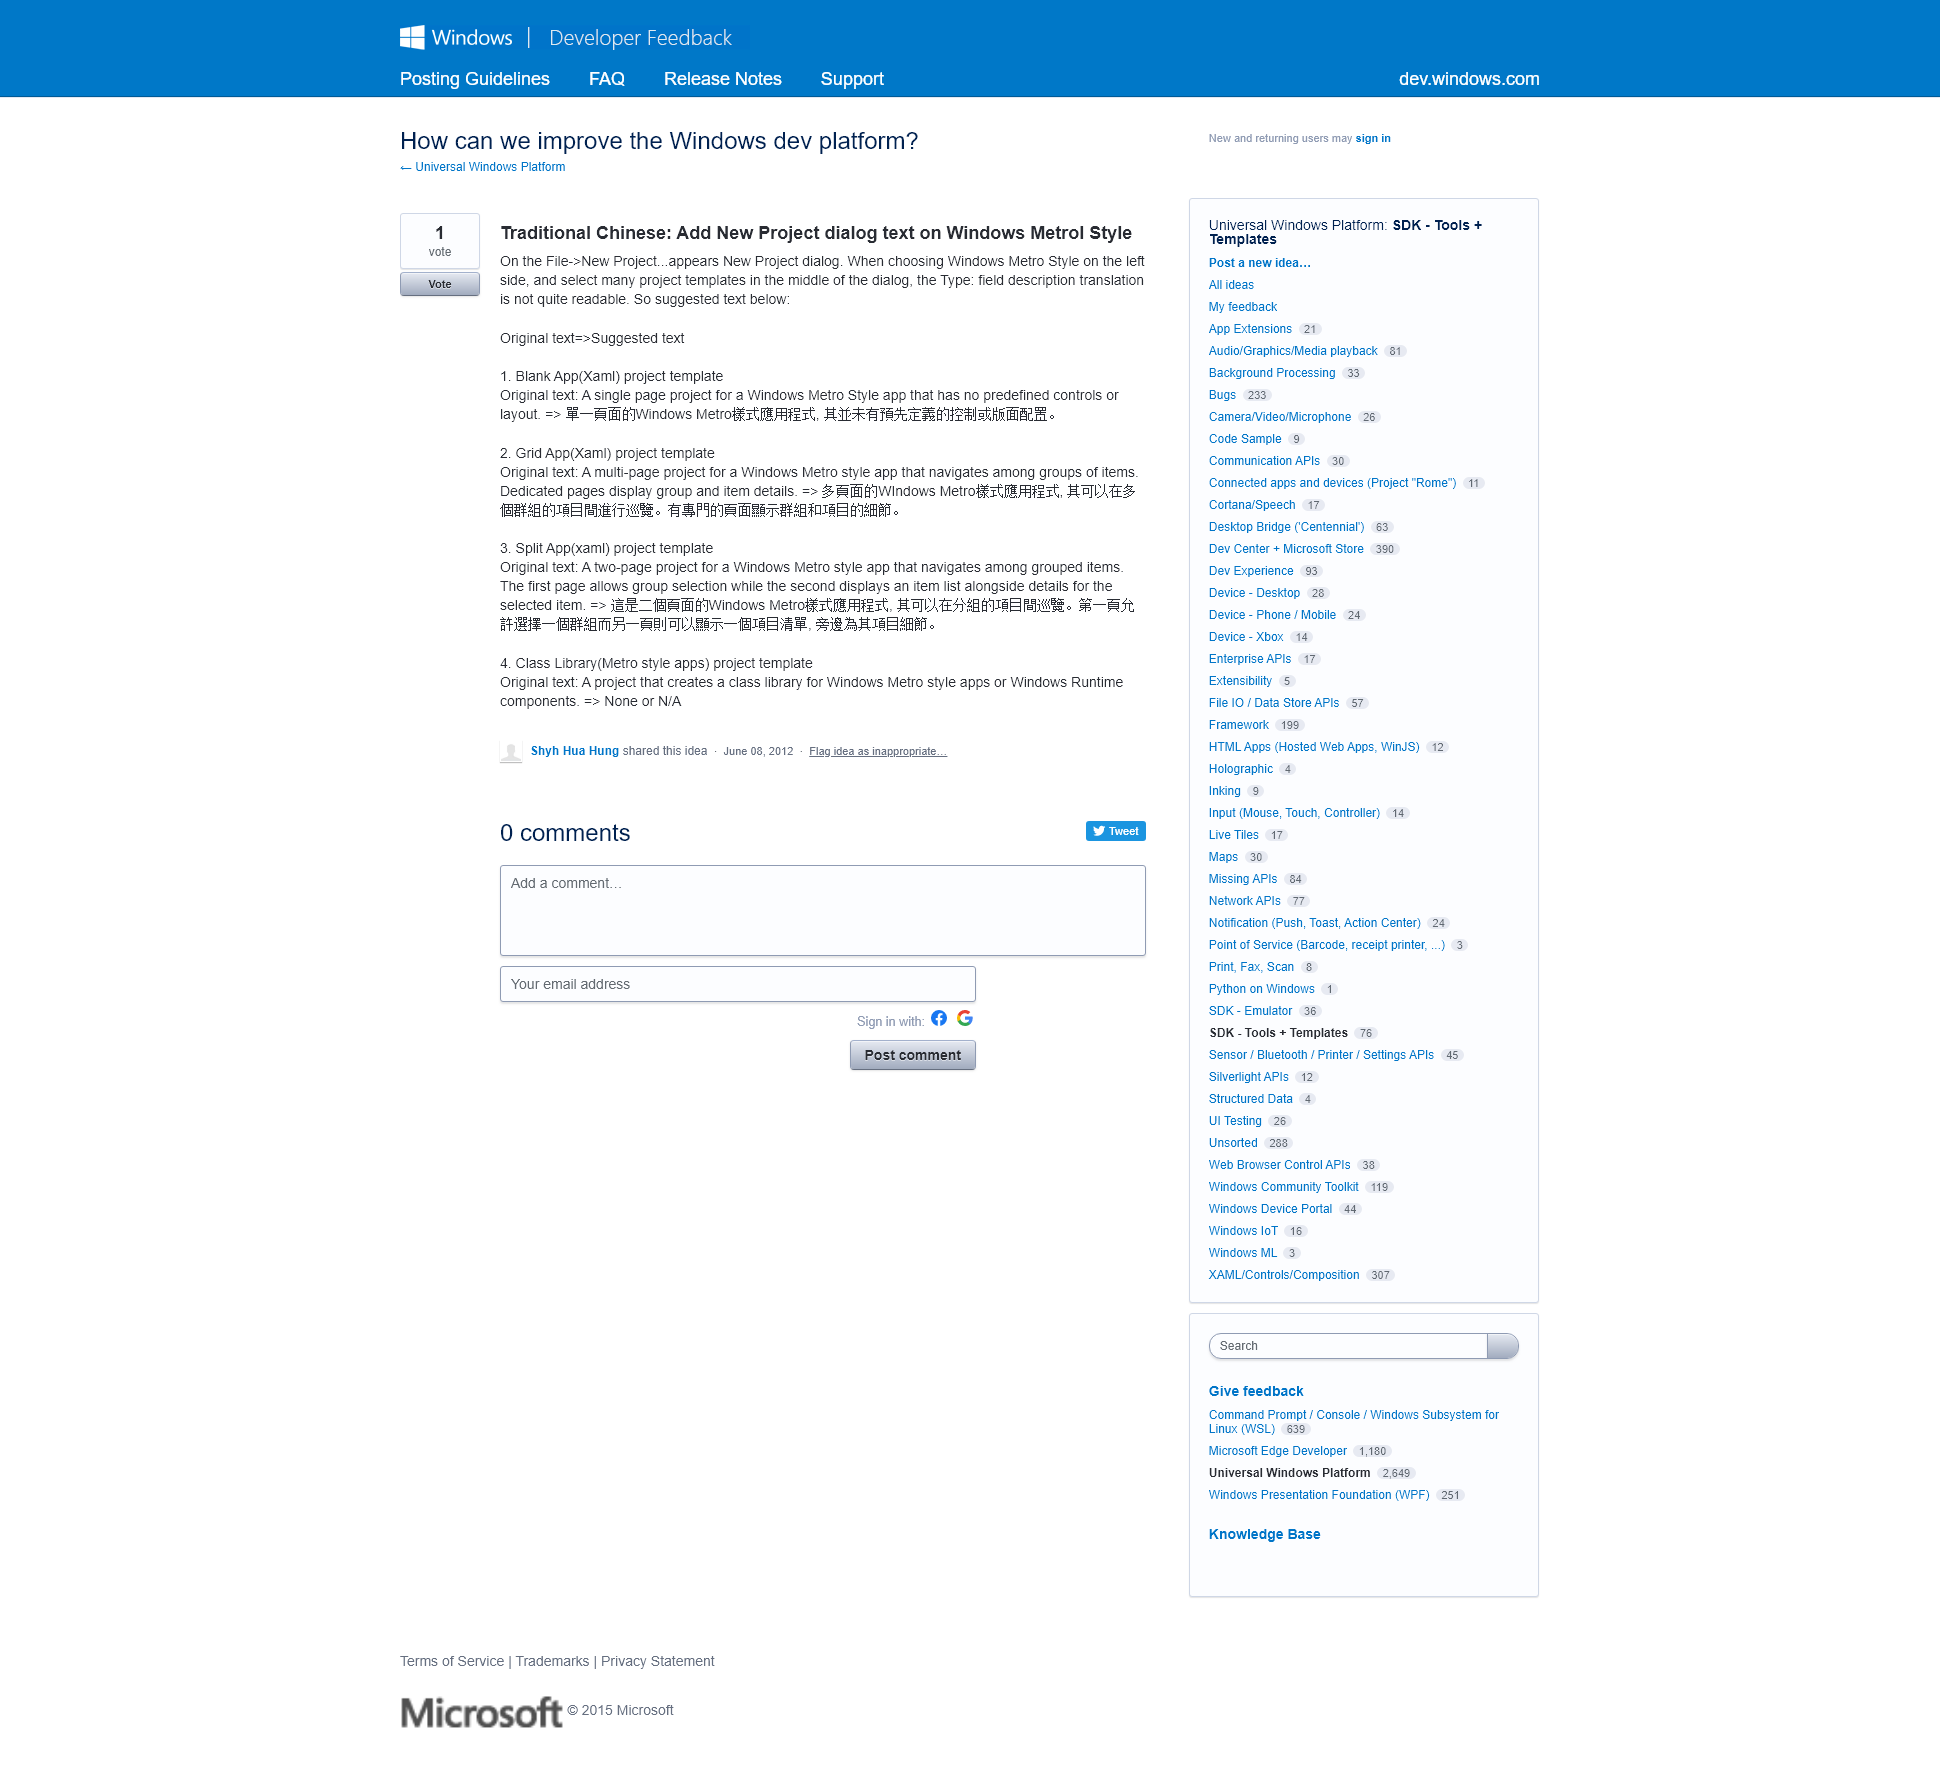 Windows | Developer Feedback
Posting Guidelines FAQ Release Notes Support dev.windows.com
How can we improve the Windows dev platform?
← Universal Windows Platform
New and returning users may sign in
1
vote
Vote
Traditional Chinese: Add New Project dialog text on Windows Metrol Style
On the File->New Project...appears New Project dialog. When choosing Windows Metro Style on the left
side, and select many project templates in the middle of the dialog, the Type: field description translation
is not quite readable. So suggested text below:
Original text=>Suggested text
1. Blank App(Xaml) project template
Original text: A single page project for a Windows Metro Style app that has no predefined controls or
layout. => 單一頁面的Windows Metro樣式應用程式, 其並未有預先定義的控制或版面配置。
2. Grid App(Xaml) project template
Original text: A multi-page project for a Windows Metro style app that navigates among groups of items.
Dedicated pages display group and item details. => 多頁面的WIndows Metro樣式應用程式, 其可以在多
個群組的項目間進行巡覽。有專門的頁面顯示群組和項目的細節。
3. Split App(xaml) project template
Original text: A two-page project for a Windows Metro style app that navigates among grouped items.
The first page allows group selection while the second displays an item list alongside details for the
selected item. => 這是二個頁面的Windows Metro樣式應用程式, 其可以在分組的項目間巡覽。第一頁允
許選擇一個群組而另一頁則可以顯示一個項目清單, 旁邊為其項目細節。
4. Class Library(Metro style apps) project template
Original text: A project that creates a class library for Windows Metro style apps or Windows Runtime
components. => None or N/A
Shyh Hua Hung shared this idea · June 08, 2012 · Flag idea as inappropriate…
0 comments
Tweet
Add a comment…
Your email address
Sign in with:
Post comment
Universal Windows Platform: SDK - Tools +
Templates
Post a new idea…
All ideas
My feedback
App Extensions 21
Audio/Graphics/Media playback 81
Background Processing 33
Bugs 233
Camera/Video/Microphone 26
Code Sample 9
Communication APIs 30
Connected apps and devices (Project "Rome") 11
Cortana/Speech 17
Desktop Bridge ('Centennial') 63
Dev Center + Microsoft Store 390
Dev Experience 93
Device - Desktop 28
Device - Phone / Mobile 24
Device - Xbox 14
Enterprise APIs 17
Extensibility 5
File IO / Data Store APIs 57
Framework 199
HTML Apps (Hosted Web Apps, WinJS) 12
Holographic 4
Inking 9
Input (Mouse, Touch, Controller) 14
Live Tiles 17
Maps 30
Missing APIs 84
Network APIs 77
Notification (Push, Toast, Action Center) 24
Point of Service (Barcode, receipt printer, ...) 3
Print, Fax, Scan 8
Python on Windows 1
SDK - Emulator 36
SDK - Tools + Templates 76
Sensor / Bluetooth / Printer / Settings APIs 45
Silverlight APIs 12
Structured Data 4
UI Testing 26
Unsorted 288
Web Browser Control APIs 38
Windows Community Toolkit 119
Windows Device Portal 44
Windows IoT 16
Windows ML 3
XAML/Controls/Composition 307
Search
Give feedback
Command Prompt / Console / Windows Subsystem for
Linux (WSL) 639
Microsoft Edge Developer 1,180
Universal Windows Platform 2,649
Windows Presentation Foundation (WPF) 251
Knowledge Base
Terms of Service | Trademarks | Privacy Statement
Microsoft © 2015 Microsoft